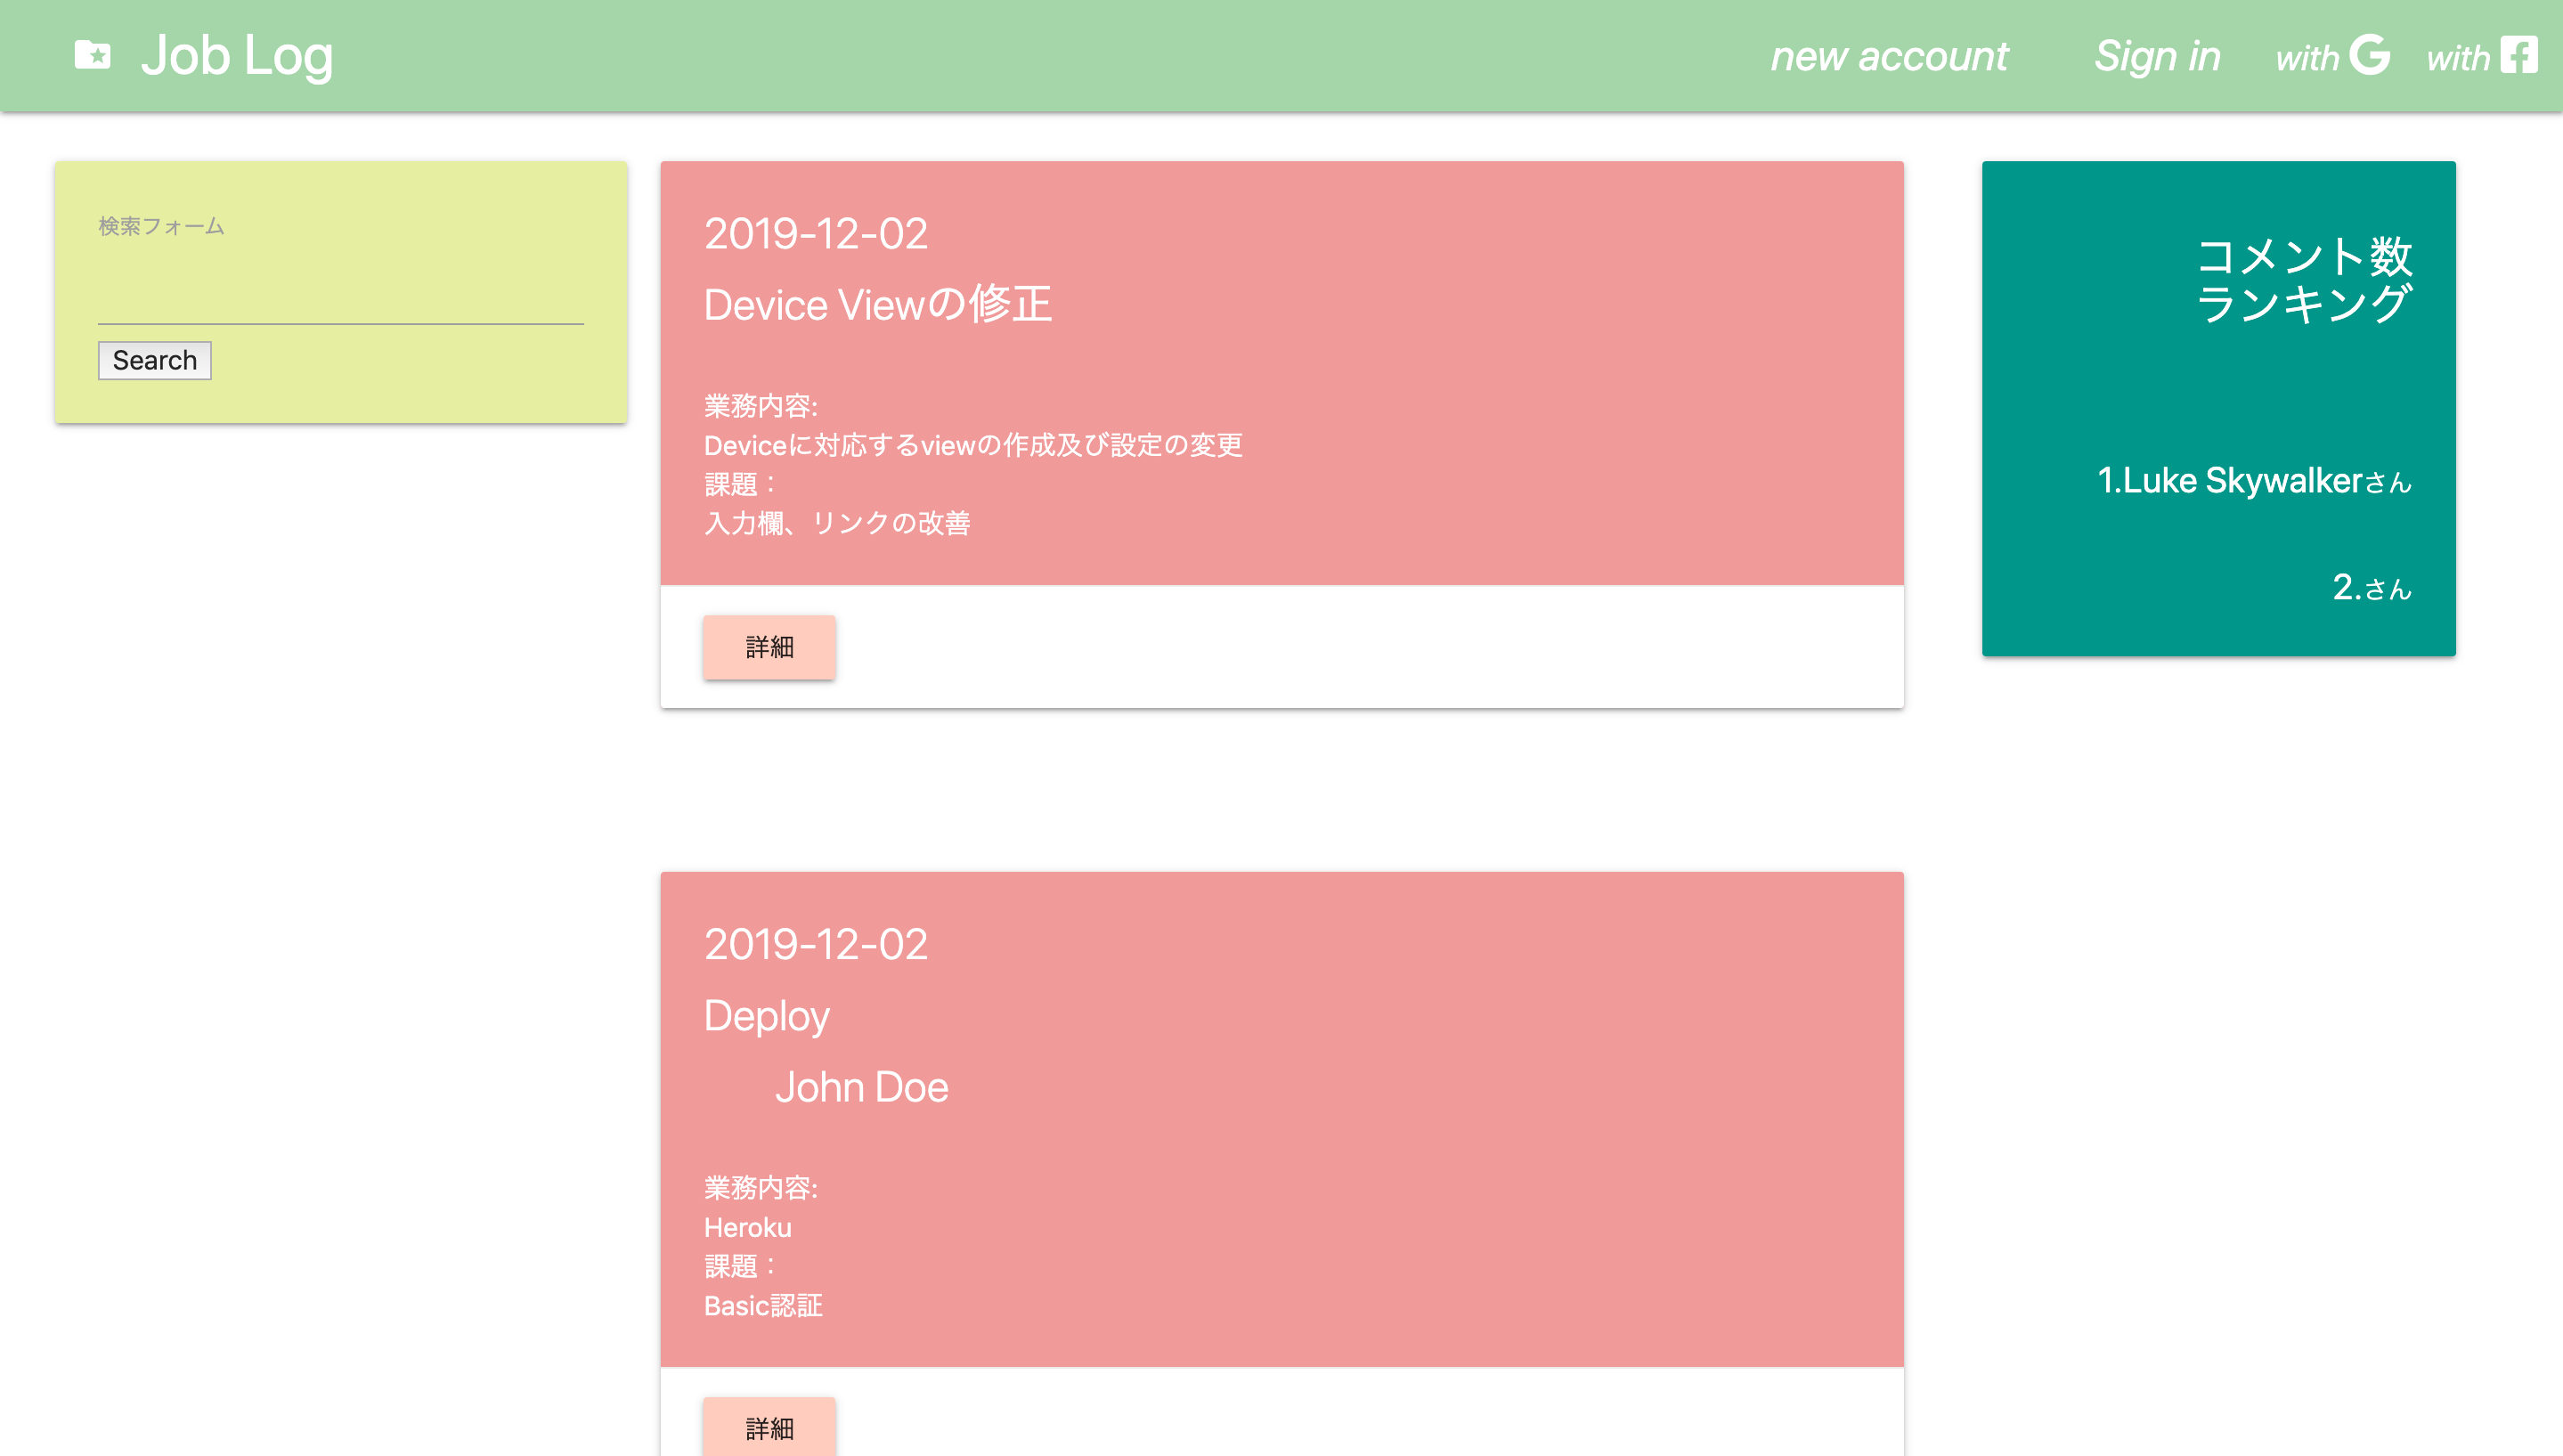 Job Log
new account Sign in with G with
検索フォーム
Search
2019-12-02
Device Viewの修正
業務内容:
Deviceに対応するviewの作成及び設定の変更
課題：
入力欄、リンクの改善
詳細
2019-12-02
Deploy
John Doe
業務内容:
Heroku
課題：
Basic認証
詳細
コメント数
ランキング
1.Luke Skywalkerさん
2.さん